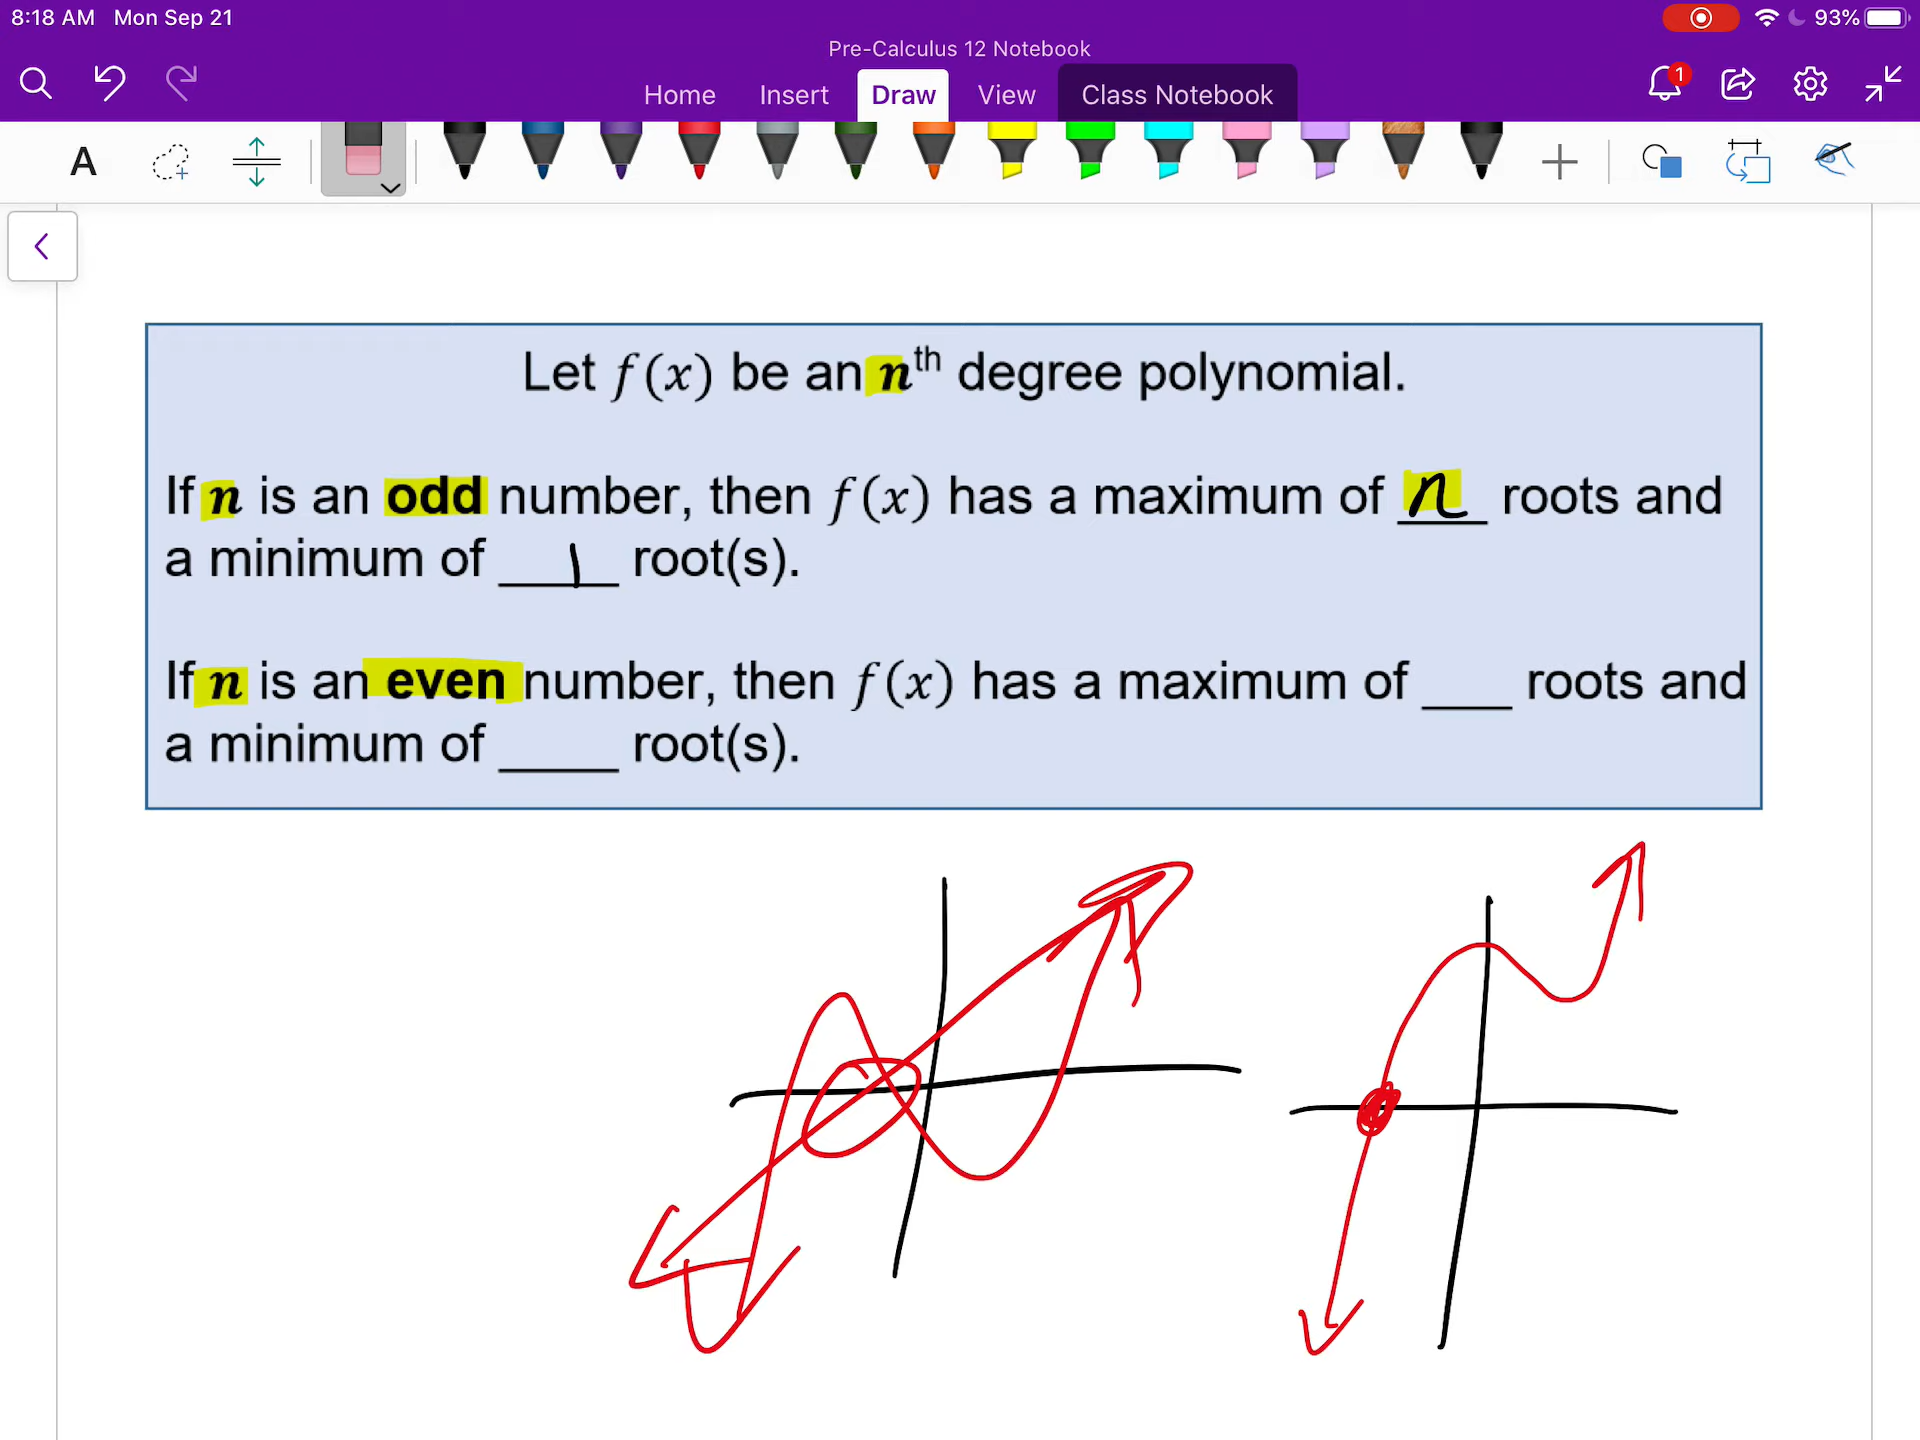 8:18 AM Mon Sep 21
93%
Pre-Calculus 12 Notebook
Home Insert Draw View Class Notebook
1
A
Let f(x) be an nth degree polynomial.
If n is an odd number, then f(x) has a maximum of n roots and
a minimum of 1 root(s).
If n is an even number, then f(x) has a maximum of ___ roots and
a minimum of ____ root(s).